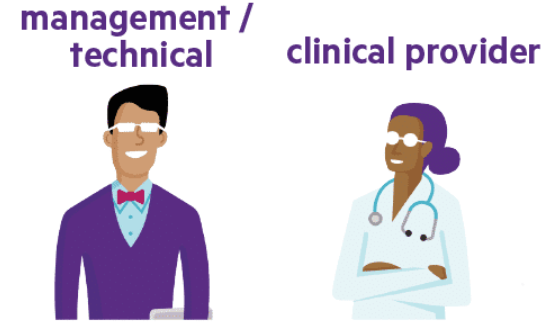 management /
technical
clinical provider